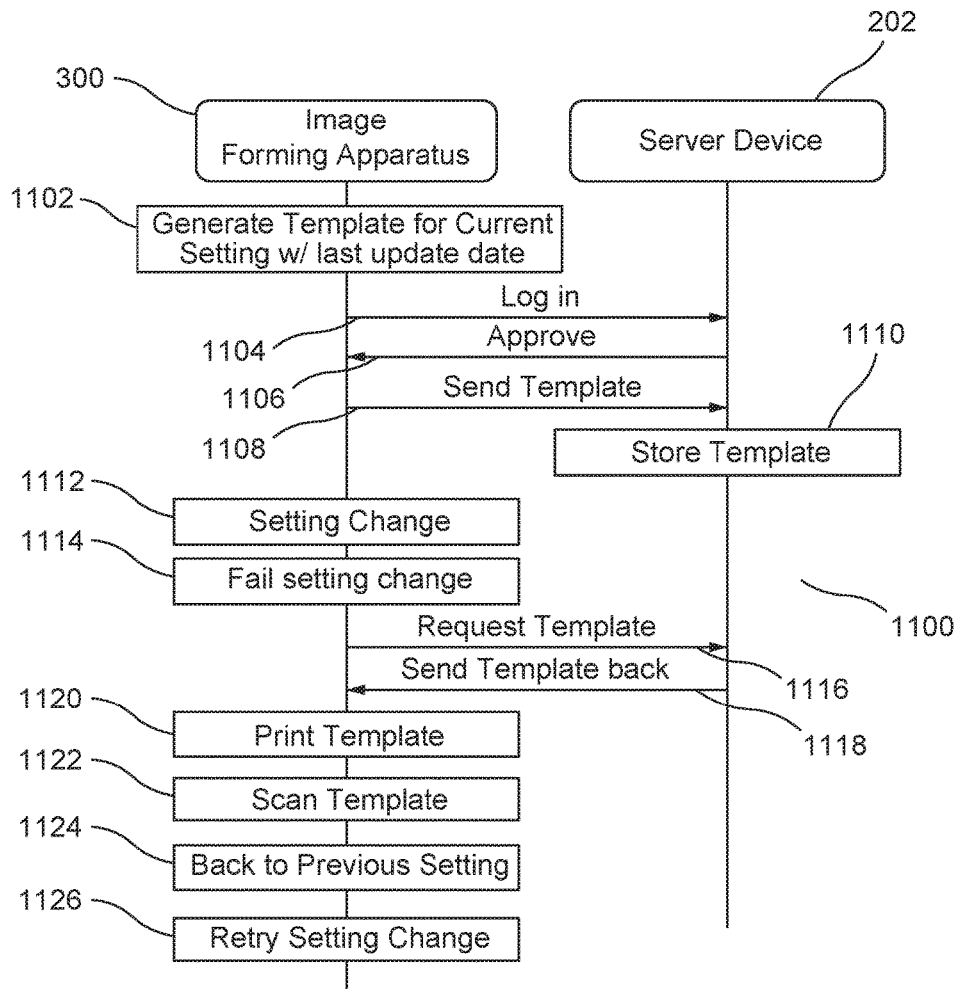 202
300
Image
Forming Apparatus
Server Device
1102
Generate Template for Current
Setting w/ last update date
Log in
1104
Approve
1106
1110
Send Template
1108
Store Template
1112
Setting Change
1114
Fail setting change
1100
Request Template
1116
Send Template back
1118
1120
Print Template
1122
Scan Template
1124
Back to Previous Setting
1126
Retry Setting Change